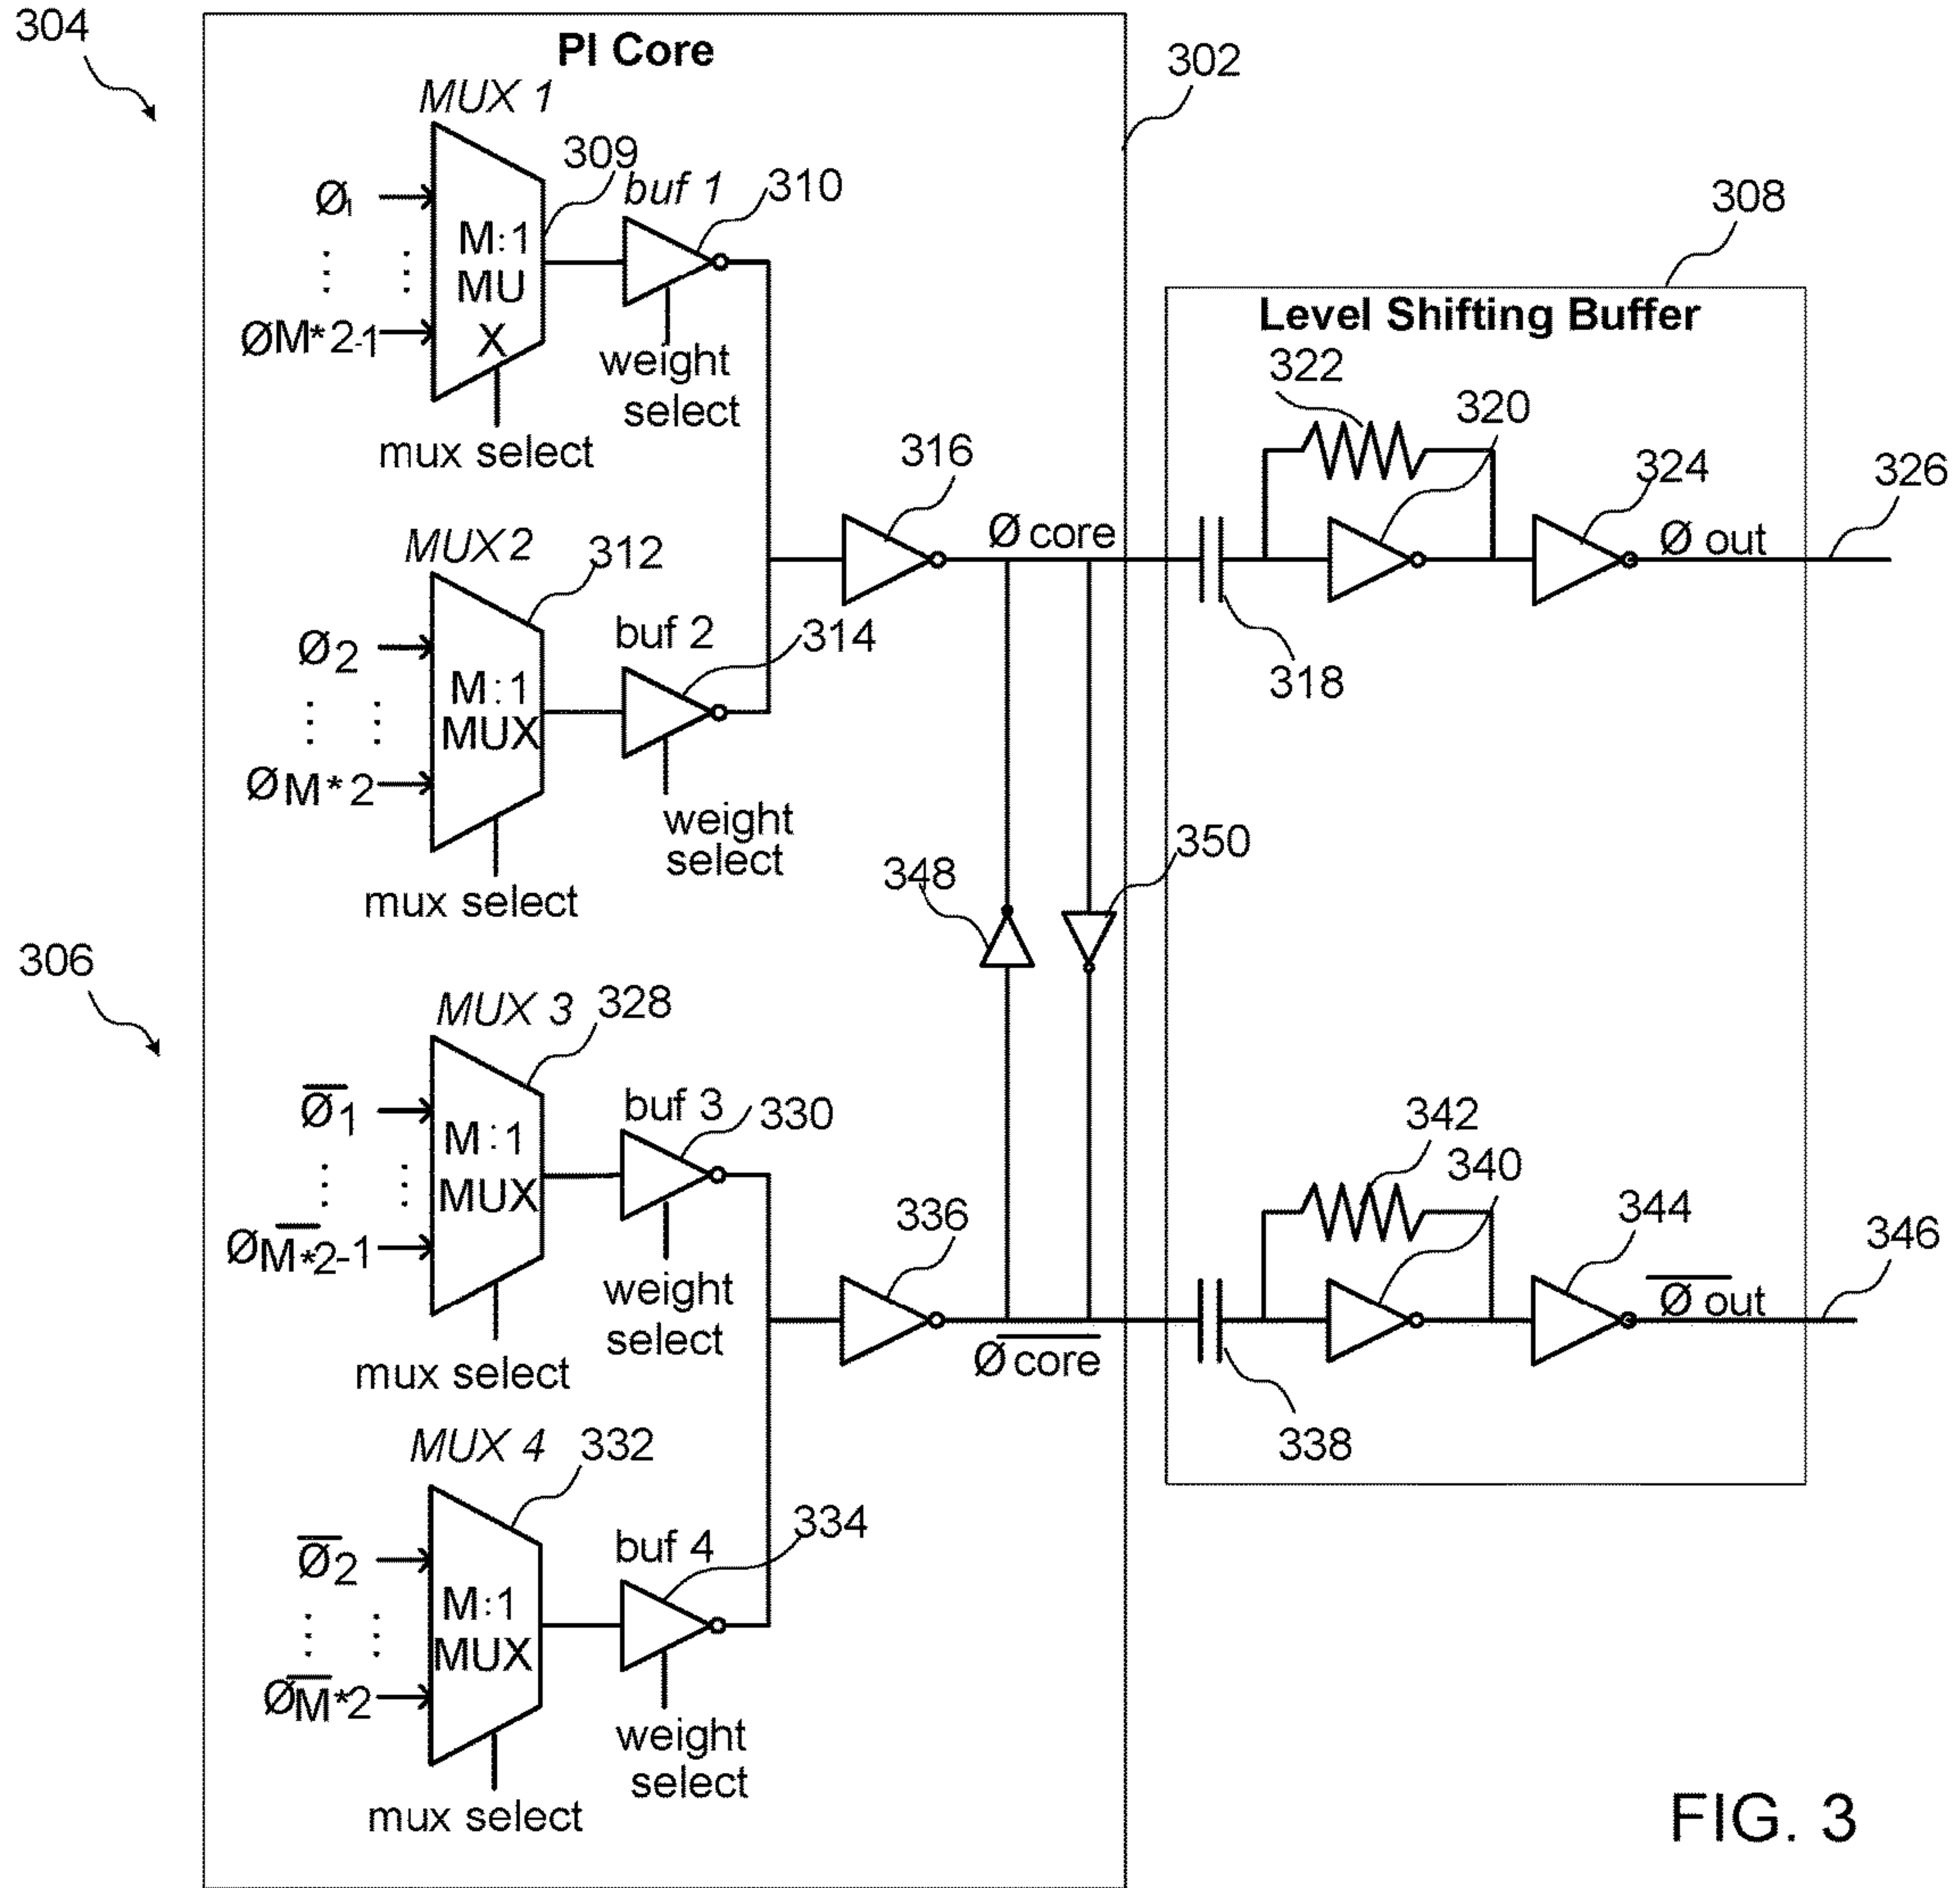 304
PI Core
302
MUX 1
309
buf 1
310
Ø1
M:1
MU
X
ØM*2-1
weight
select
mux select
308
Level Shifting Buffer
322
320
316
324
326
Ø core
Ø out
318
MUX 2
312
buf 2
314
Ø2
M:1
MUX
ØM*2
weight
select
mux select
348
350
306
MUX 3
328
buf 3
330
Ø̅1
M:1
MUX
ØM̅*̅2̅-1
weight
select
mux select
336
Øc̅o̅r̅e̅
342
340
344
346
Ø̅ ̅o̅u̅t̅
338
MUX 4
332
buf 4
334
Ø̅2
M:1
MUX
ØM̅*2
weight
select
mux select
FIG. 3